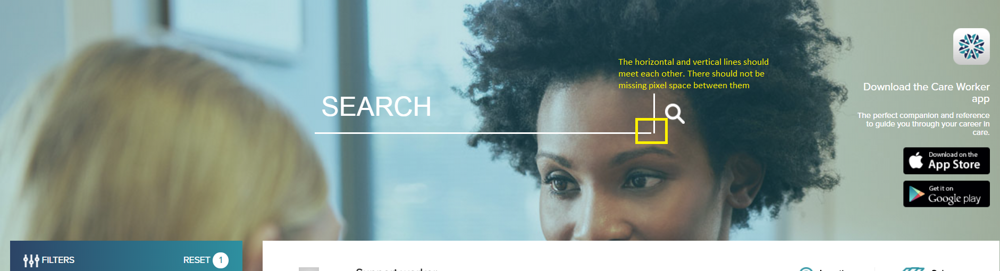 The horizontal and vertical lines should
meet each other. There should not be
missing pixel space between them
SEARCH
Download the Care Worker
app
The perfect companion and reference
to guide you through your career in
care.
Download on the
App Store
Get it on
Google play
FILTERS
RESET 1
Support worker